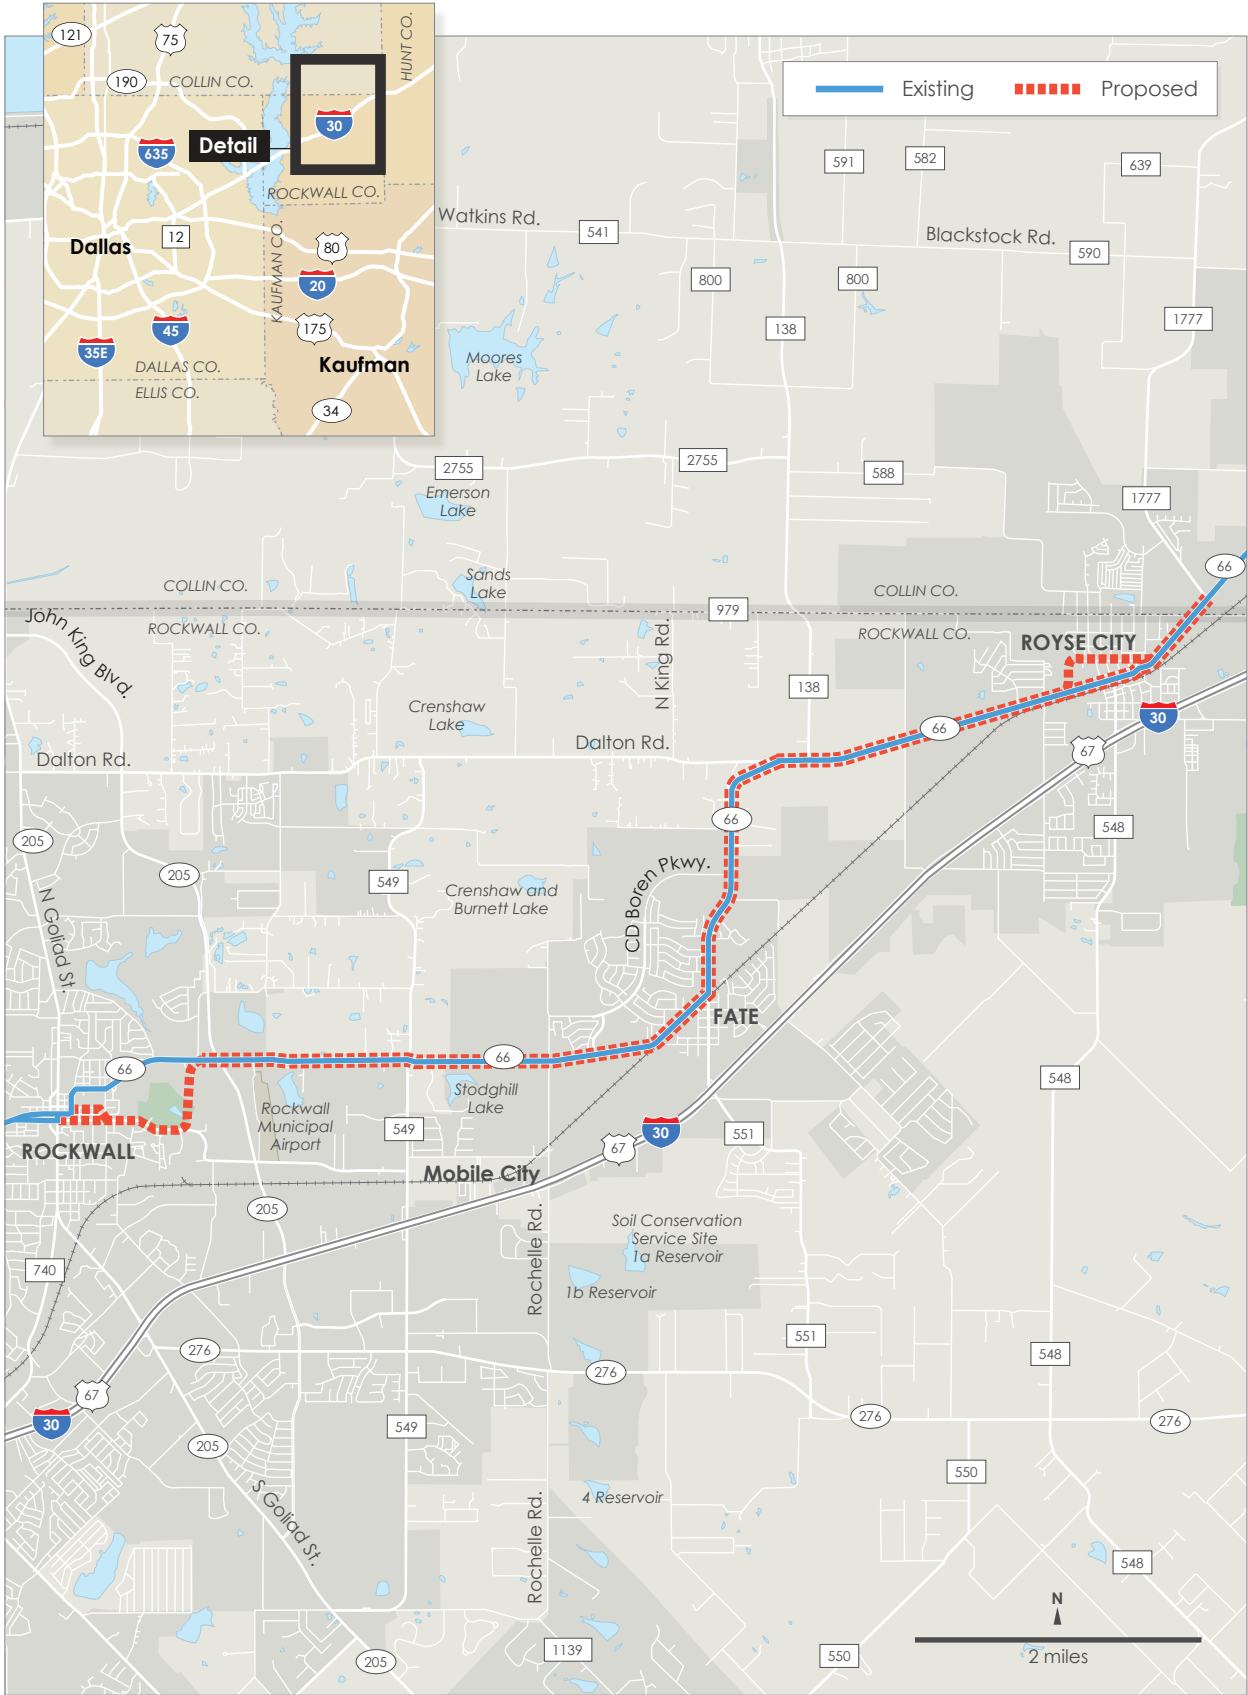 121
75
190
COLLIN CO.
HUNT CO.
30
635
Detail
ROCKWALL CO.
12
Dallas
KAUFMAN CO.
80
20
175
45
35E
DALLAS CO.
ELLIS CO.
Kaufman
34
Existing
Proposed
591
582
639
Watkins Rd.
541
Blackstock Rd.
590
800
800
138
1777
Moores
Lake
2755
2755
588
1777
Emerson
Lake
66
COLLIN CO.
Sands
Lake
COLLIN CO.
979
John King Blvd.
ROCKWALL CO.
ROCKWALL CO.
ROYSE CITY
N King Rd.
138
Crenshaw
Lake
30
66
67
Dalton Rd.
Dalton Rd.
66
548
205
205
549
Crenshaw and
Burnett Lake
CD Boren Pkwy.
N Goliad St.
FATE
66
66
548
Stodghill
Lake
Rockwall
Municipal
Airport
549
30
551
67
ROCKWALL
Mobile City
205
Rochelle Rd.
Soil Conservation
Service Site
1a Reservoir
740
1b Reservoir
551
276
548
276
67
30
276
276
549
205
550
S Goliad St.
4 Reservoir
Rochelle Rd.
548
N
1139
550
2 miles
205